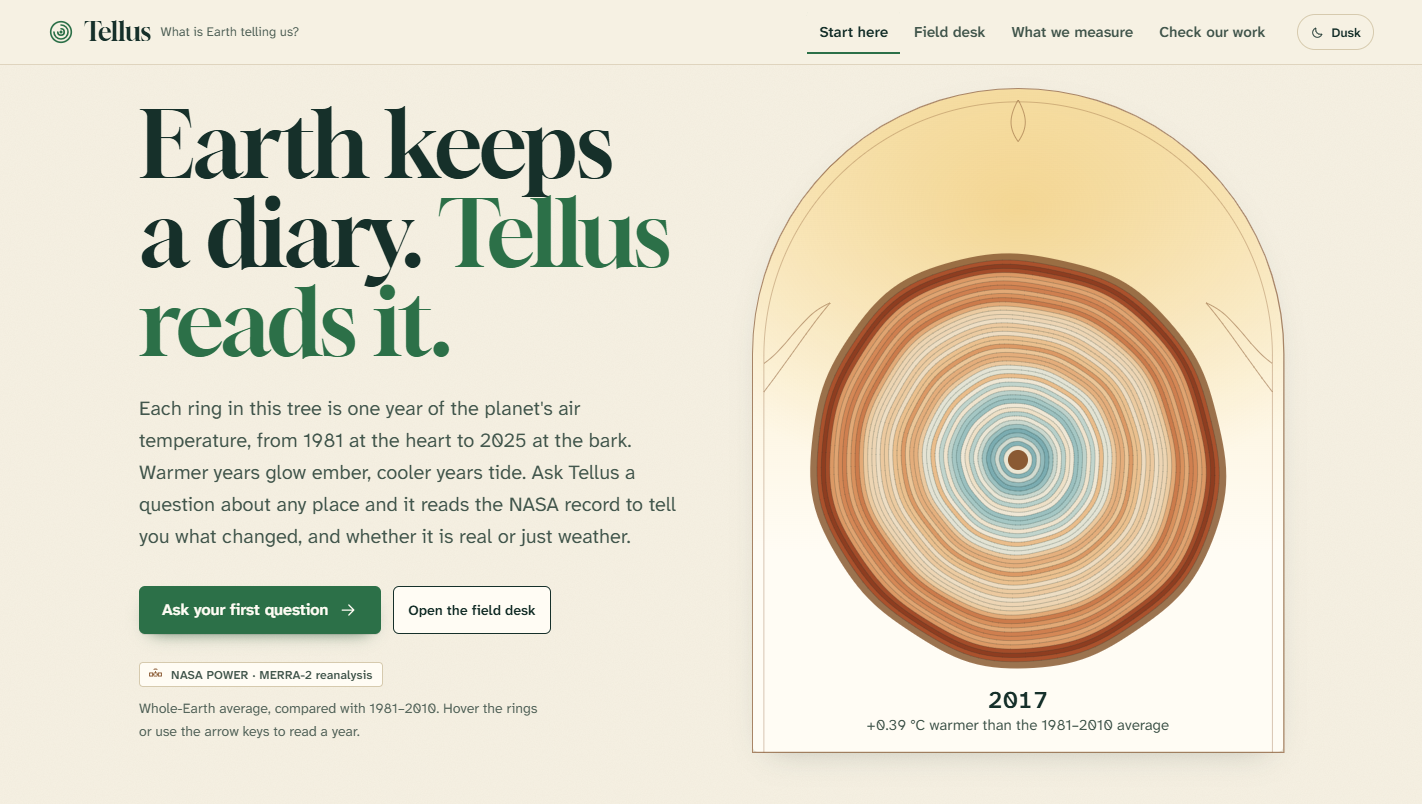 Tellus What is Earth telling us?
Start here Field desk What we measure Check our work Dusk
Earth keeps
a diary. Tellus
reads it.
Each ring in this tree is one year of the planet's air
temperature, from 1981 at the heart to 2025 at the bark.
Warmer years glow ember, cooler years tide. Ask Tellus a
question about any place and it reads the NASA record to tell
you what changed, and whether it is real or just weather.
Ask your first question →
Open the field desk
NASA POWER · MERRA-2 reanalysis
Whole-Earth average, compared with 1981–2010. Hover the rings
or use the arrow keys to read a year.
2017
+0.39 °C warmer than the 1981–2010 average